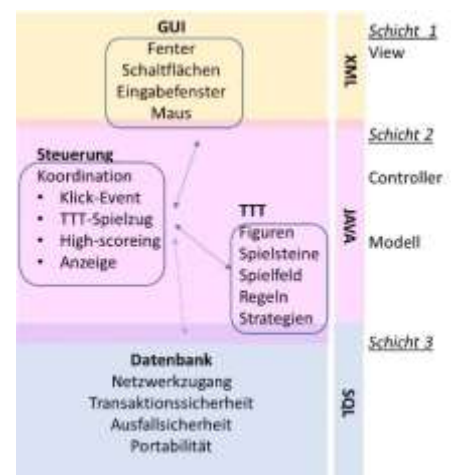 GUI
Fenter
Schaltflächen
Eingabefenster
Maus
XML
Schicht 1
View
Steuerung
Koordination
• Klick-Event
• TTT-Spielzug
• High-scoreing
• Anzeige
TTT
Figuren
Spielsteine
Spielfeld
Regeln
Strategien
JAVA
Schicht 2
Controller
Modell
Datenbank
Netzwerkzugang
Transaktionssicherheit
Ausfallsicherheit
Portabilität
SQL
Schicht 3